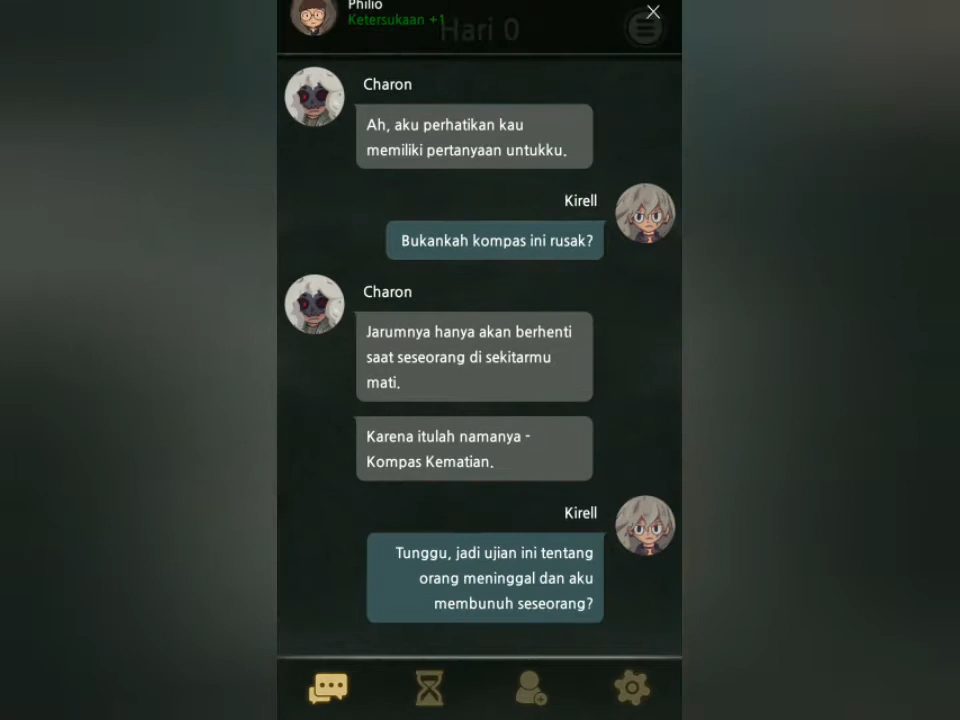 Philio
Ketersukaan +1
Hari 0
Charon
Ah, aku perhatikan kau
memiliki pertanyaan untukku.
Kirell
Bukankah kompas ini rusak?
Charon
Jarumnya hanya akan berhenti
saat seseorang di sekitarmu
mati.
Karena itulah namanya -
Kompas Kematian.
Kirell
Tunggu, jadi ujian ini tentang
orang meninggal dan aku
membunuh seseorang?